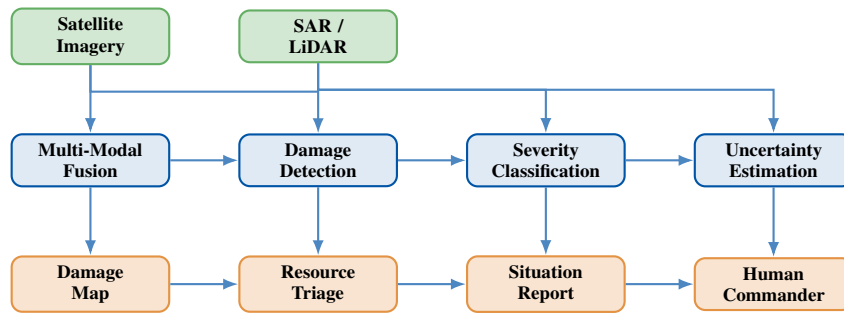 Satellite
Imagery
SAR /
LiDAR
Multi-Modal
Fusion
Damage
Detection
Severity
Classification
Uncertainty
Estimation
Damage
Map
Resource
Triage
Situation
Report
Human
Commander